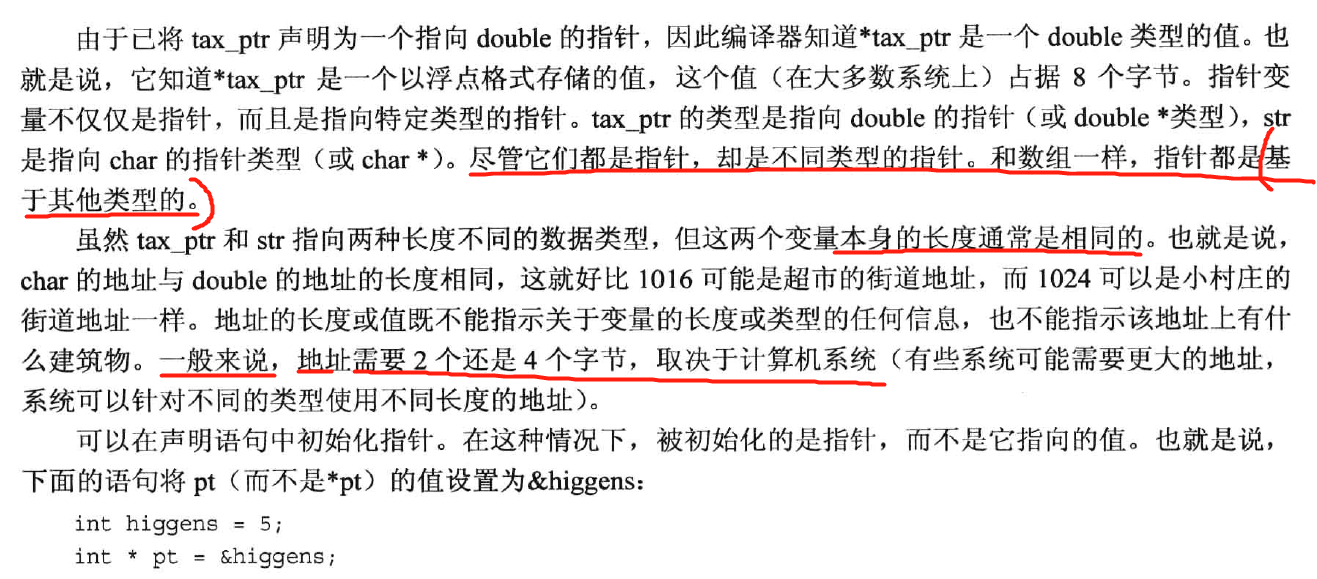 由于已将 tax_ptr 声明为一个指向 double 的指针，因此编译器知道*tax_ptr 是一个 double 类型的值。也
就是说，它知道*tax_ptr 是一个以浮点格式存储的值，这个值（在大多数系统上）占据 8 个字节。指针变
量不仅仅是指针，而且是指向特定类型的指针。tax_ptr 的类型是指向 double 的指针（或 double *类型），str
是指向 char 的指针类型（或 char *）。尽管它们都是指针，却是不同类型的指针。和数组一样，指针都是基
于其他类型的。
虽然 tax_ptr 和 str 指向两种长度不同的数据类型，但这两个变量本身的长度通常是相同的。也就是说，
char 的地址与 double 的地址的长度相同，这就好比 1016 可能是超市的街道地址，而 1024 可以是小村庄的
街道地址一样。地址的长度或值既不能指示关于变量的长度或类型的任何信息，也不能指示该地址上有什
么建筑物。一般来说，地址需要 2 个还是 4 个字节，取决于计算机系统（有些系统可能需要更大的地址，
系统可以针对不同的类型使用不同长度的地址）。
可以在声明语句中初始化指针。在这种情况下，被初始化的是指针，而不是它指向的值。也就是说，
下面的语句将 pt（而不是*pt）的值设置为&higgens：
int higgens = 5;
int * pt = &higgens;